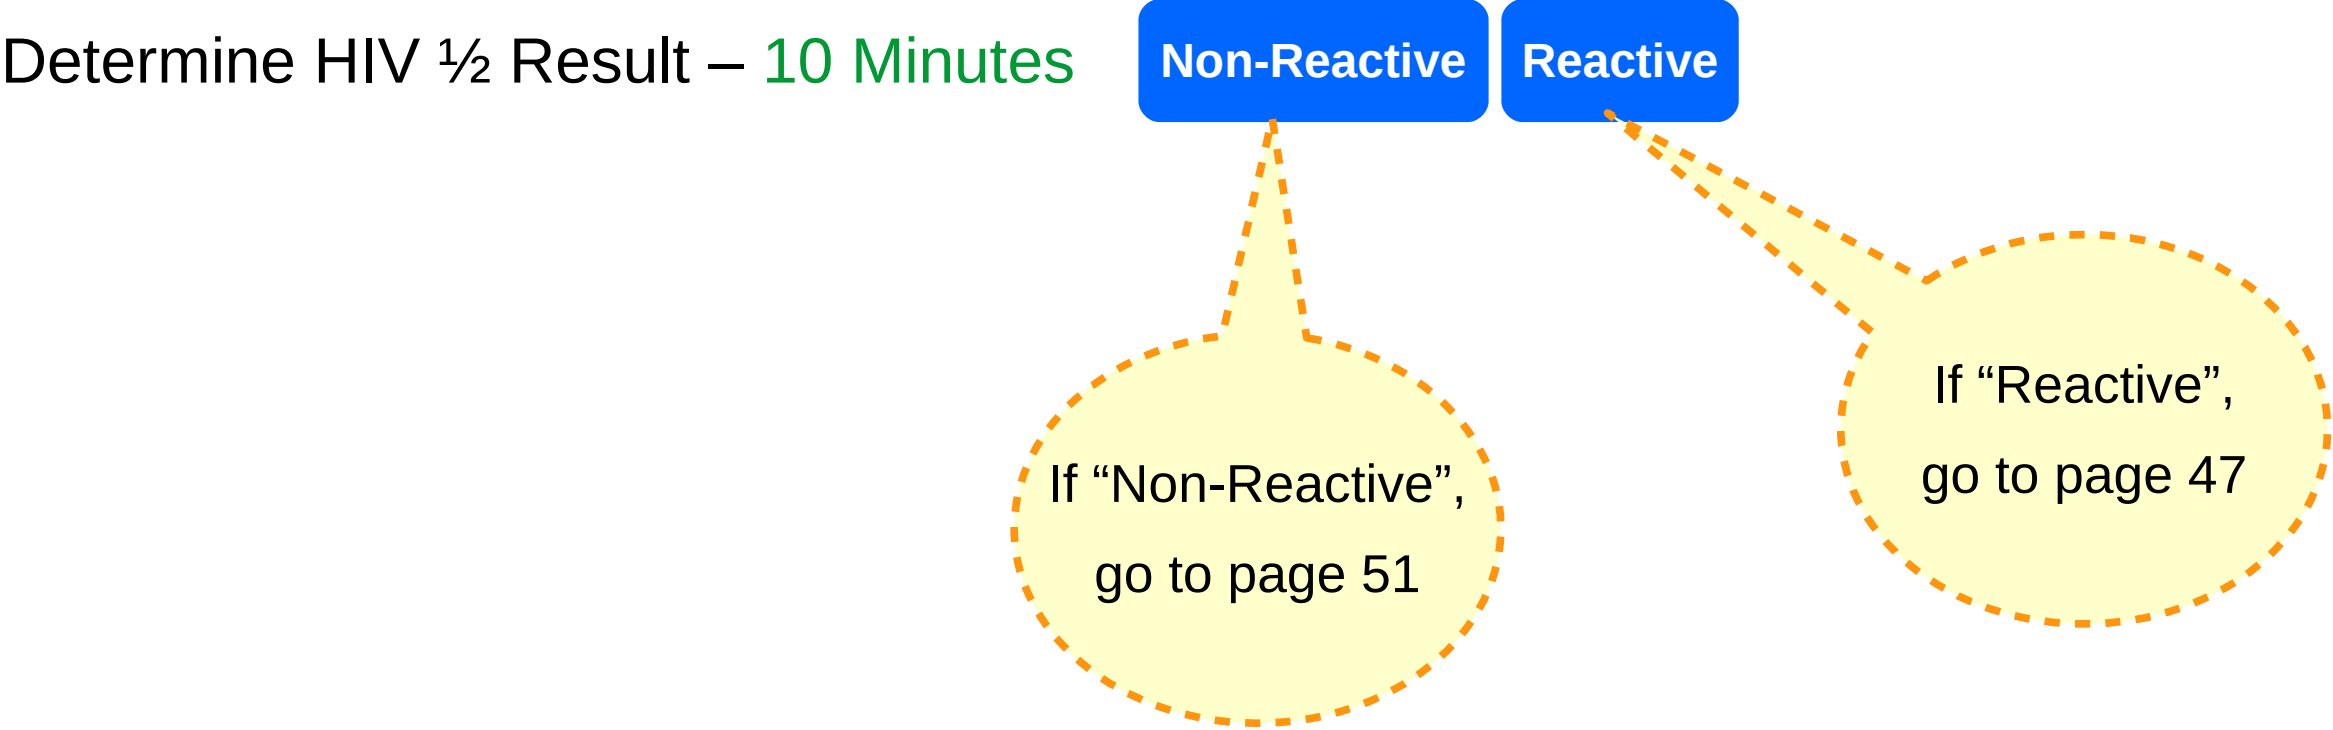 Determine HIV ½ Result – 10 Minutes
Non-Reactive
Reactive
If “Non-Reactive”,
go to page 51
If “Reactive”,
go to page 47